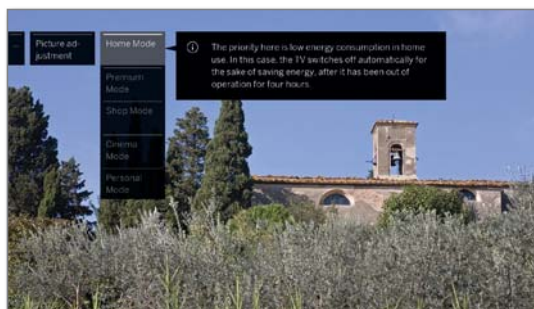 ...
Picture ad-
justment
Home Mode
The priority here is low energy consumption in home
use. In this case, the TV switches off automatically for
the sake of saving energy, after it has been out of
operation for four hours.
Premium
Mode
Shop Mode
Cinema
Mode
Personal
Mode